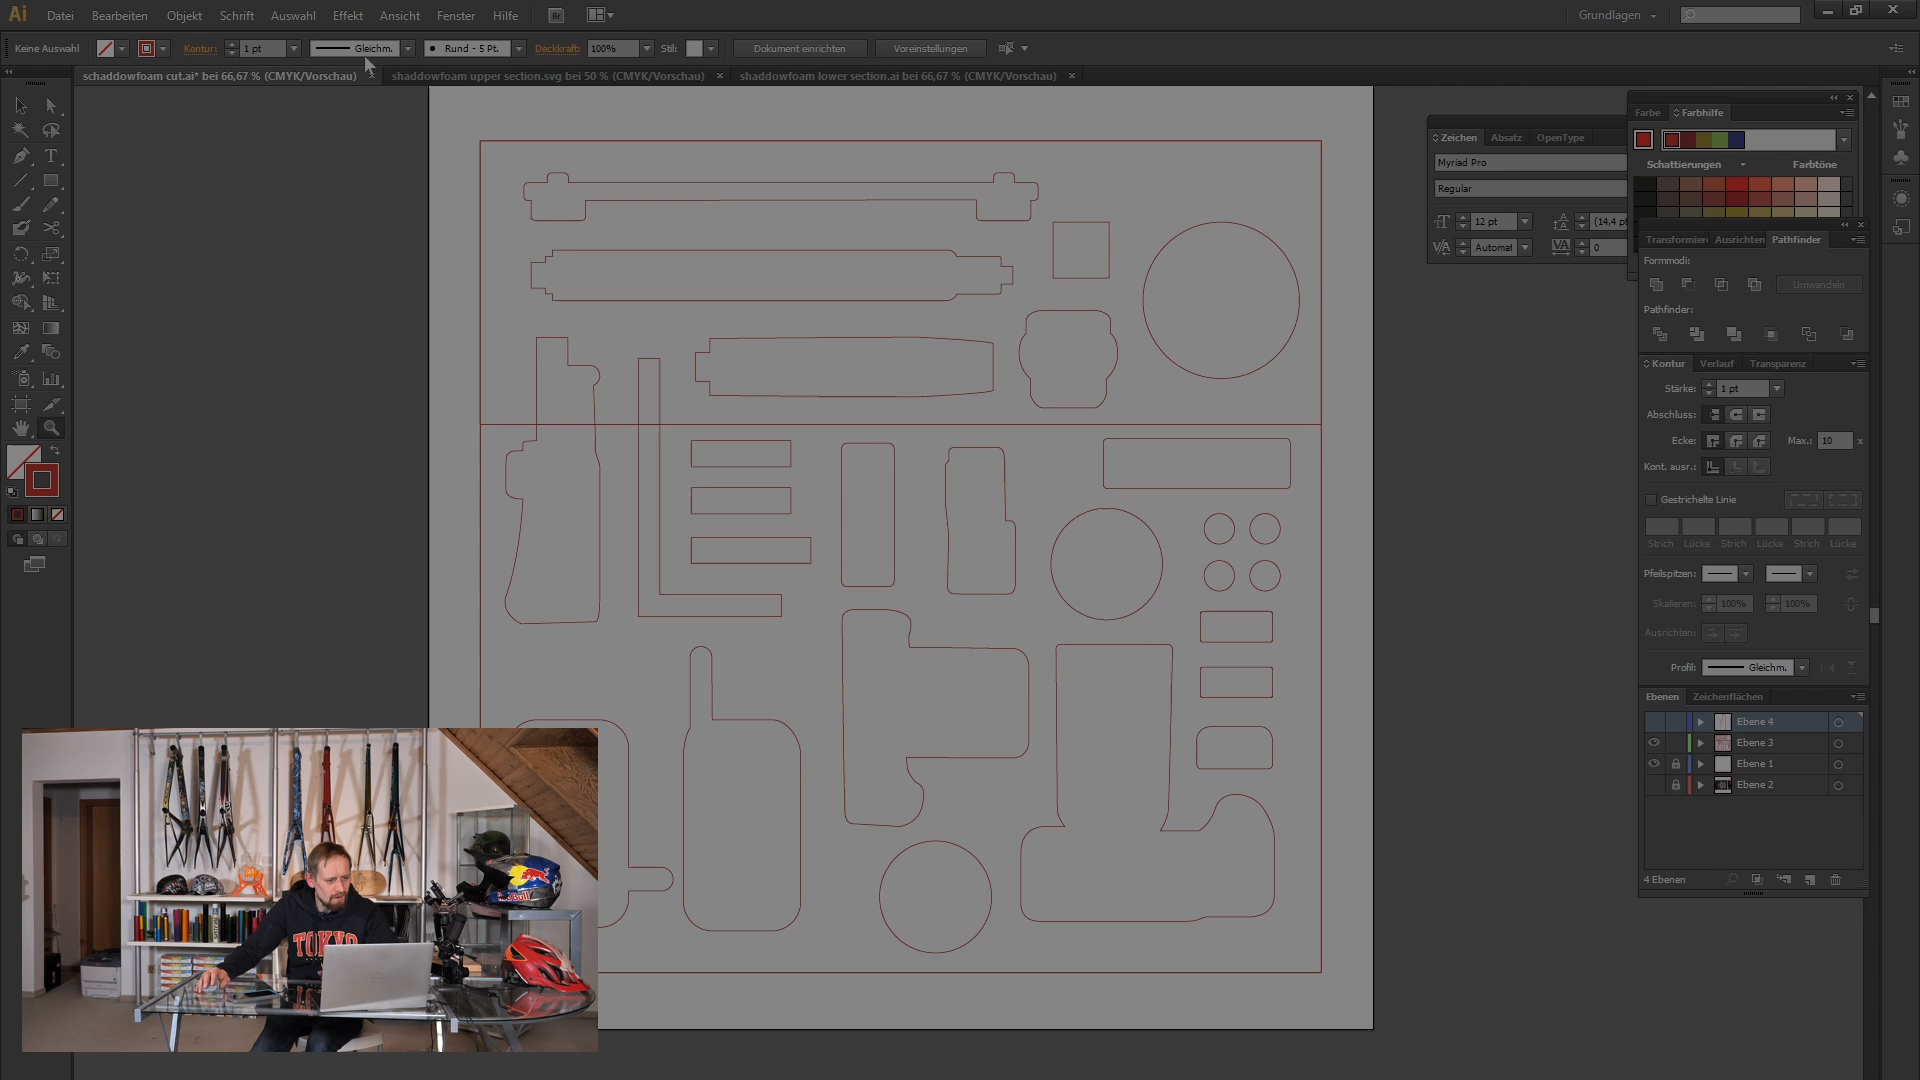 Ai Datei Bearbeiten Objekt Schrift Auswahl Effekt Ansicht Fenster Hilfe Br Grundlagen
Keine Auswahl Kontur: 1 pt Gleichm. Rund - 5 Pt. Deckkraft: 100% Stil: Dokument einrichten Voreinstellungen
schaddowfoam cut.ai* bei 66,67 % (CMYK/Vorschau) × shaddowfoam upper section.svg bei 50 % (CMYK/Vorschau) × shaddowfoam lower section.ai bei 66,67 % (CMYK/Vorschau) ×
Zeichen Absatz OpenType
Myriad Pro
Regular
12 pt (14,4 p
Automat 0
Farbe Farbhilfe
Schattierungen Farbtöne
Transformieren Ausrichten Pathfinder
Formmodi:
Umwandeln
Pathfinder:
Kontur Verlauf Transparenz
Stärke: 1 pt
Abschluss:
Ecke: Max.: 10 x
Kont. ausr.:
Gestrichelte Linie
Strich Lücke Strich Lücke Strich Lücke
Pfeilspitzen:
Skalieren: 100% 100%
Ausrichten:
Profil: Gleichm.
Ebenen Zeichenflächen
Ebene 4
Ebene 3
Ebene 1
Ebene 2
4 Ebenen
Red Bull
TOKYO